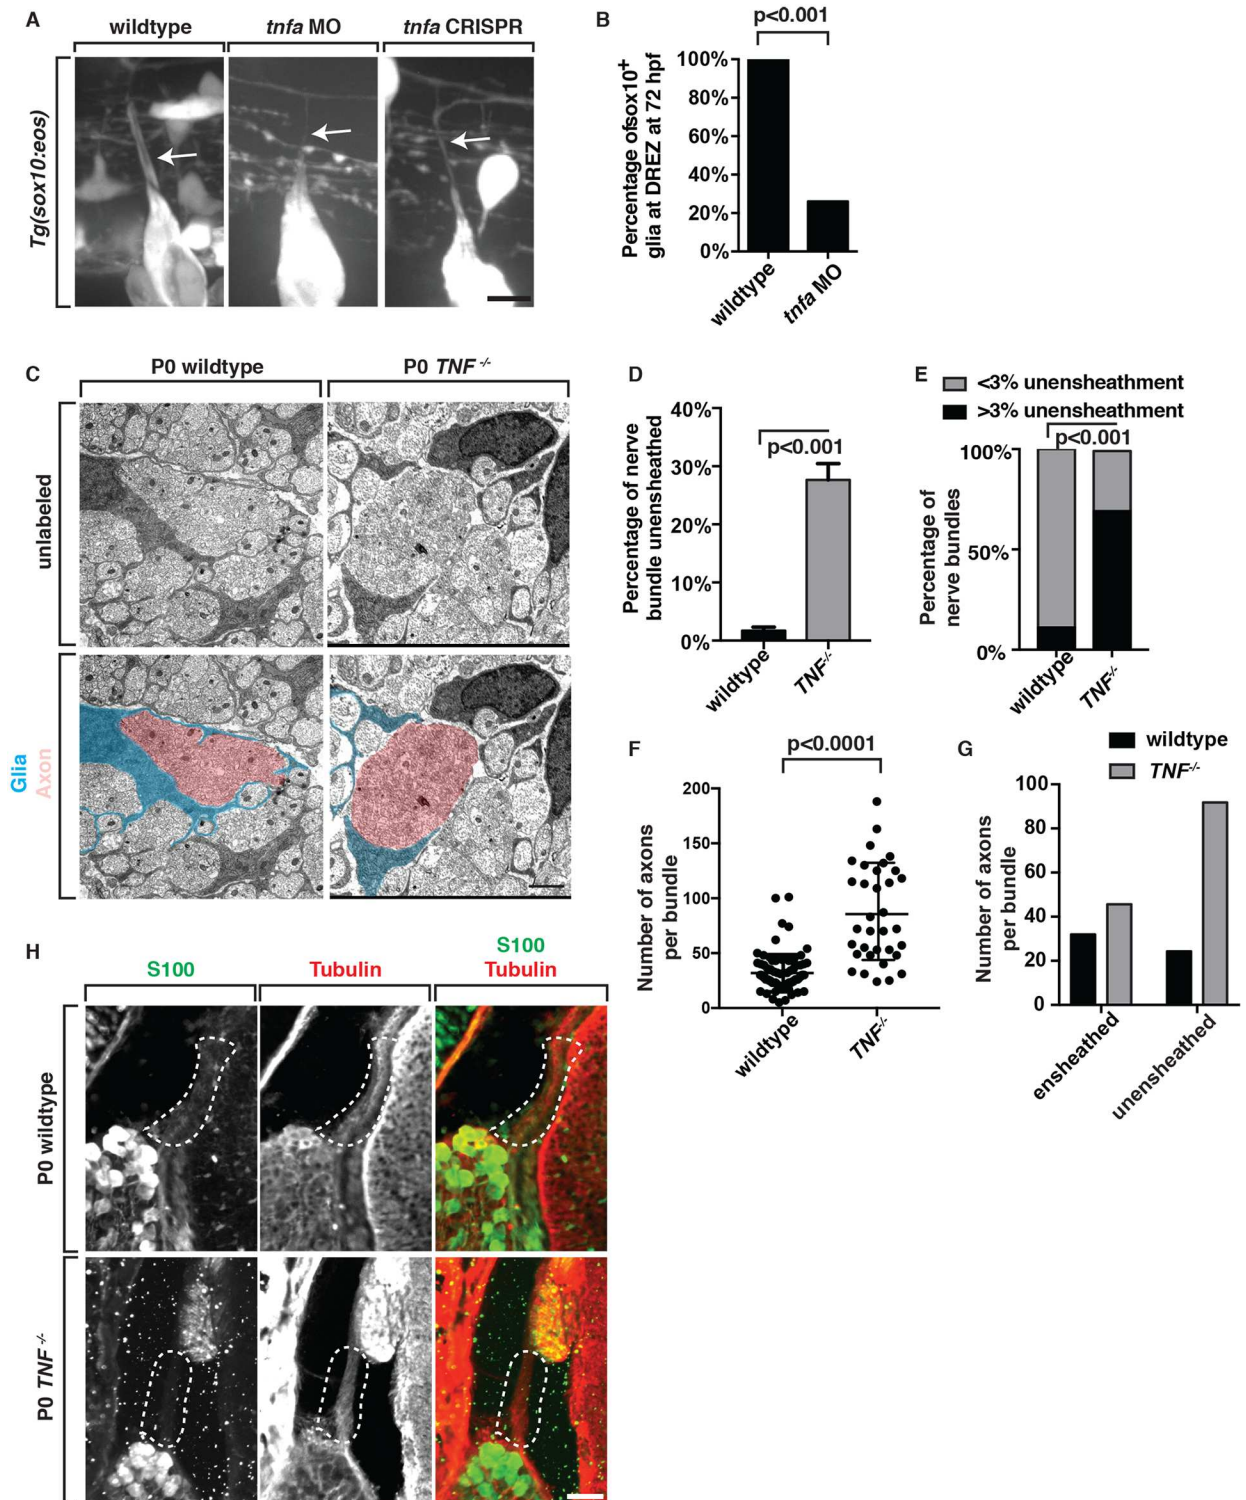 A
wildtype
tnfa MO
tnfa CRISPR
Tg(sox10:eos)
B
p<0.001
Percentage ofsox10+
glia at DREZ at 72 hpf
100%
80%
60%
40%
20%
0%
wildtype
tnfa MO
C
P0 wildtype
P0 TNF -/-
unlabeled
Glia
Axon
D
Percentage of nerve
bundle unensheathed
40%
30%
20%
10%
0%
p<0.001
wildtype
TNF-/-
E
<3% unensheathment
>3% unensheathment
p<0.001
Percentage of
nerve bundles
100%
50%
0%
wildtype
TNF-/-
F
p<0.0001
Number of axons
per bundle
200
150
100
50
0
wildtype
TNF-/-
G
wildtype
TNF-/-
Number of axons
per bundle
100
80
60
40
20
0
ensheathed
unensheathed
H
S100
Tubulin
S100
Tubulin
P0 wildtype
P0 TNF -/-